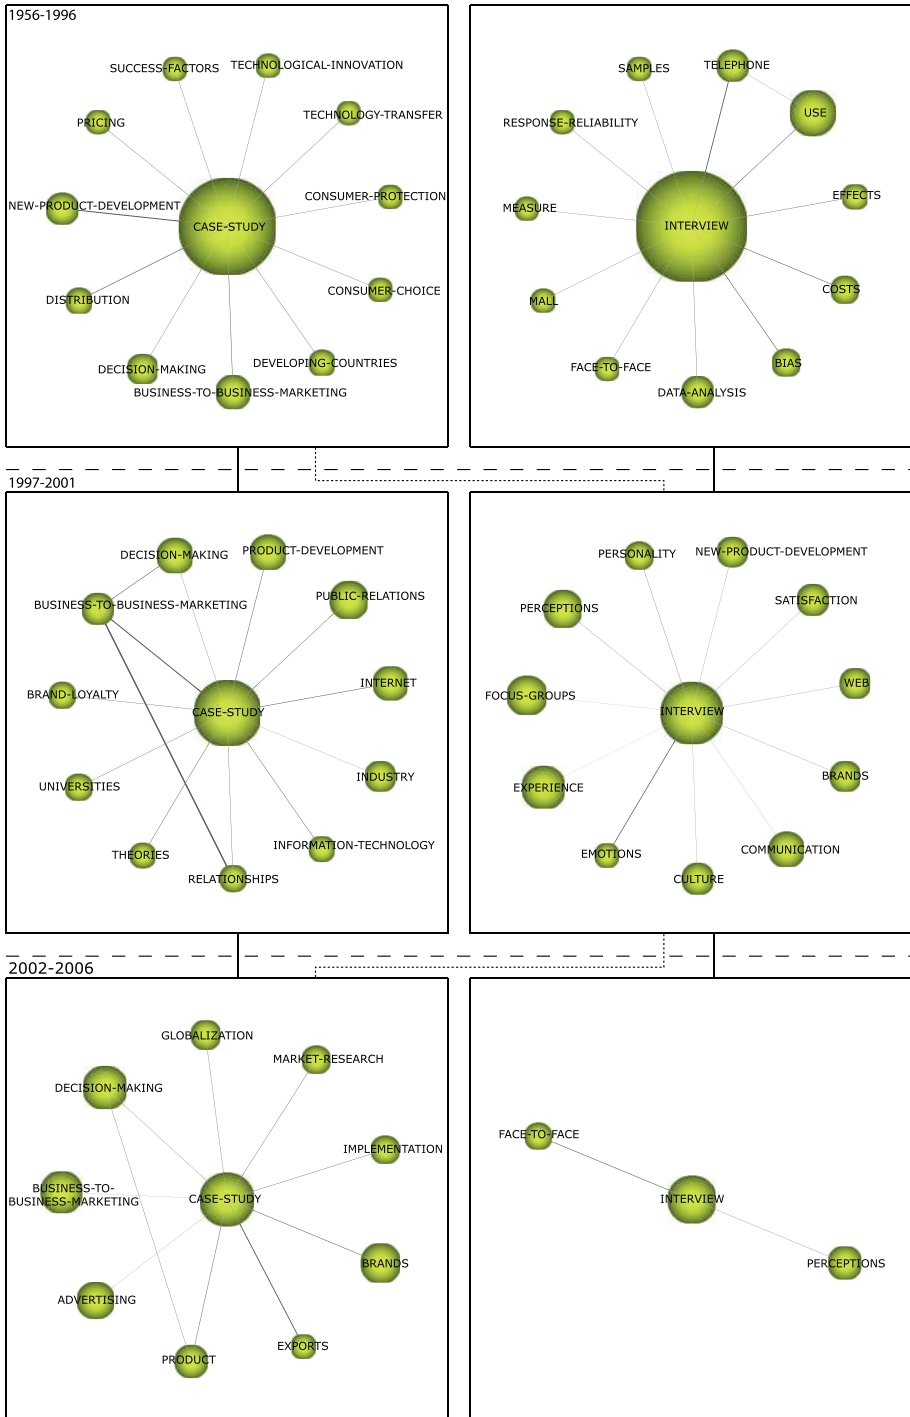 1956-1996
SUCCESS-FACTORS
TECHNOLOGICAL-INNOVATION
PRICING
TECHNOLOGY-TRANSFER
NEW-PRODUCT-DEVELOPMENT
CONSUMER-PROTECTION
CASE-STUDY
DISTRIBUTION
CONSUMER-CHOICE
DECISION-MAKING
DEVELOPING-COUNTRIES
BUSINESS-TO-BUSINESS-MARKETING
SAMPLES
TELEPHONE
RESPONSE-RELIABILITY
USE
MEASURE
EFFECTS
INTERVIEW
MALL
COSTS
FACE-TO-FACE
BIAS
DATA-ANALYSIS
1997-2001
DECISION-MAKING
PRODUCT-DEVELOPMENT
BUSINESS-TO-BUSINESS-MARKETING
PUBLIC-RELATIONS
BRAND-LOYALTY
INTERNET
CASE-STUDY
UNIVERSITIES
INDUSTRY
THEORIES
INFORMATION-TECHNOLOGY
RELATIONSHIPS
PERSONALITY
NEW-PRODUCT-DEVELOPMENT
PERCEPTIONS
SATISFACTION
FOCUS-GROUPS
WEB
INTERVIEW
EXPERIENCE
BRANDS
EMOTIONS
COMMUNICATION
CULTURE
2002-2006
GLOBALIZATION
MARKET-RESEARCH
DECISION-MAKING
IMPLEMENTATION
BUSINESS-TO-
BUSINESS-MARKETING
CASE-STUDY
BRANDS
ADVERTISING
EXPORTS
PRODUCT
FACE-TO-FACE
INTERVIEW
PERCEPTIONS